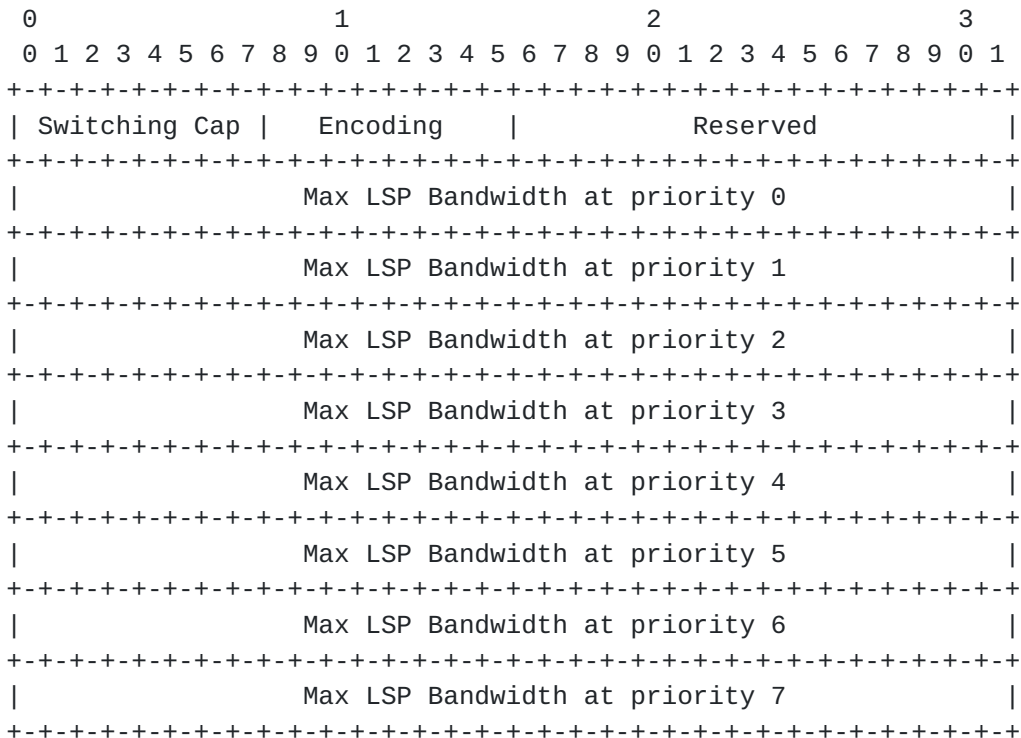 0                   1                   2                   3
 0 1 2 3 4 5 6 7 8 9 0 1 2 3 4 5 6 7 8 9 0 1 2 3 4 5 6 7 8 9 0 1
+-+-+-+-+-+-+-+-+-+-+-+-+-+-+-+-+-+-+-+-+-+-+-+-+-+-+-+-+-+-+-+-+
| Switching Cap |   Encoding    |           Reserved            |
+-+-+-+-+-+-+-+-+-+-+-+-+-+-+-+-+-+-+-+-+-+-+-+-+-+-+-+-+-+-+-+-+
|                  Max LSP Bandwidth at priority 0              |
+-+-+-+-+-+-+-+-+-+-+-+-+-+-+-+-+-+-+-+-+-+-+-+-+-+-+-+-+-+-+-+-+
|                  Max LSP Bandwidth at priority 1              |
+-+-+-+-+-+-+-+-+-+-+-+-+-+-+-+-+-+-+-+-+-+-+-+-+-+-+-+-+-+-+-+-+
|                  Max LSP Bandwidth at priority 2              |
+-+-+-+-+-+-+-+-+-+-+-+-+-+-+-+-+-+-+-+-+-+-+-+-+-+-+-+-+-+-+-+-+
|                  Max LSP Bandwidth at priority 3              |
+-+-+-+-+-+-+-+-+-+-+-+-+-+-+-+-+-+-+-+-+-+-+-+-+-+-+-+-+-+-+-+-+
|                  Max LSP Bandwidth at priority 4              |
+-+-+-+-+-+-+-+-+-+-+-+-+-+-+-+-+-+-+-+-+-+-+-+-+-+-+-+-+-+-+-+-+
|                  Max LSP Bandwidth at priority 5              |
+-+-+-+-+-+-+-+-+-+-+-+-+-+-+-+-+-+-+-+-+-+-+-+-+-+-+-+-+-+-+-+-+
|                  Max LSP Bandwidth at priority 6              |
+-+-+-+-+-+-+-+-+-+-+-+-+-+-+-+-+-+-+-+-+-+-+-+-+-+-+-+-+-+-+-+-+
|                  Max LSP Bandwidth at priority 7              |
+-+-+-+-+-+-+-+-+-+-+-+-+-+-+-+-+-+-+-+-+-+-+-+-+-+-+-+-+-+-+-+-+